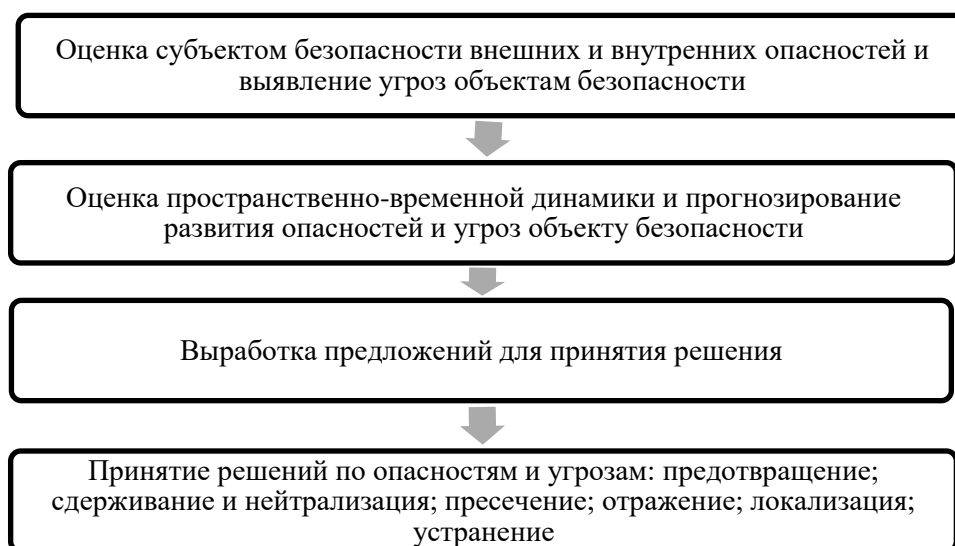 Оценка субъектом безопасности внешних и внутренних опасностей и
выявление угроз объектам безопасности
Оценка пространственно-временной динамики и прогнозирование
развития опасностей и угроз объекту безопасности
Выработка предложений для принятия решения
Принятие решений по опасностям и угрозам: предотвращение;
сдерживание и нейтрализация; пресечение; отражение; локализация;
устранение